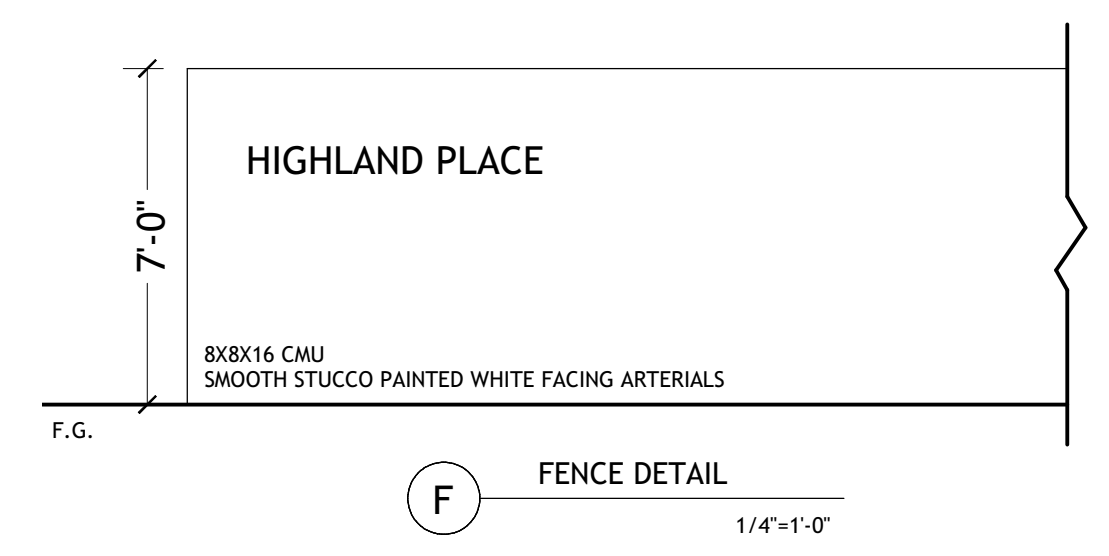 HIGHLAND PLACE
7'-0"
8X8X16 CMU
SMOOTH STUCCO PAINTED WHITE FACING ARTERIALS
F.G.
F
FENCE DETAIL
1/4"=1'-0"